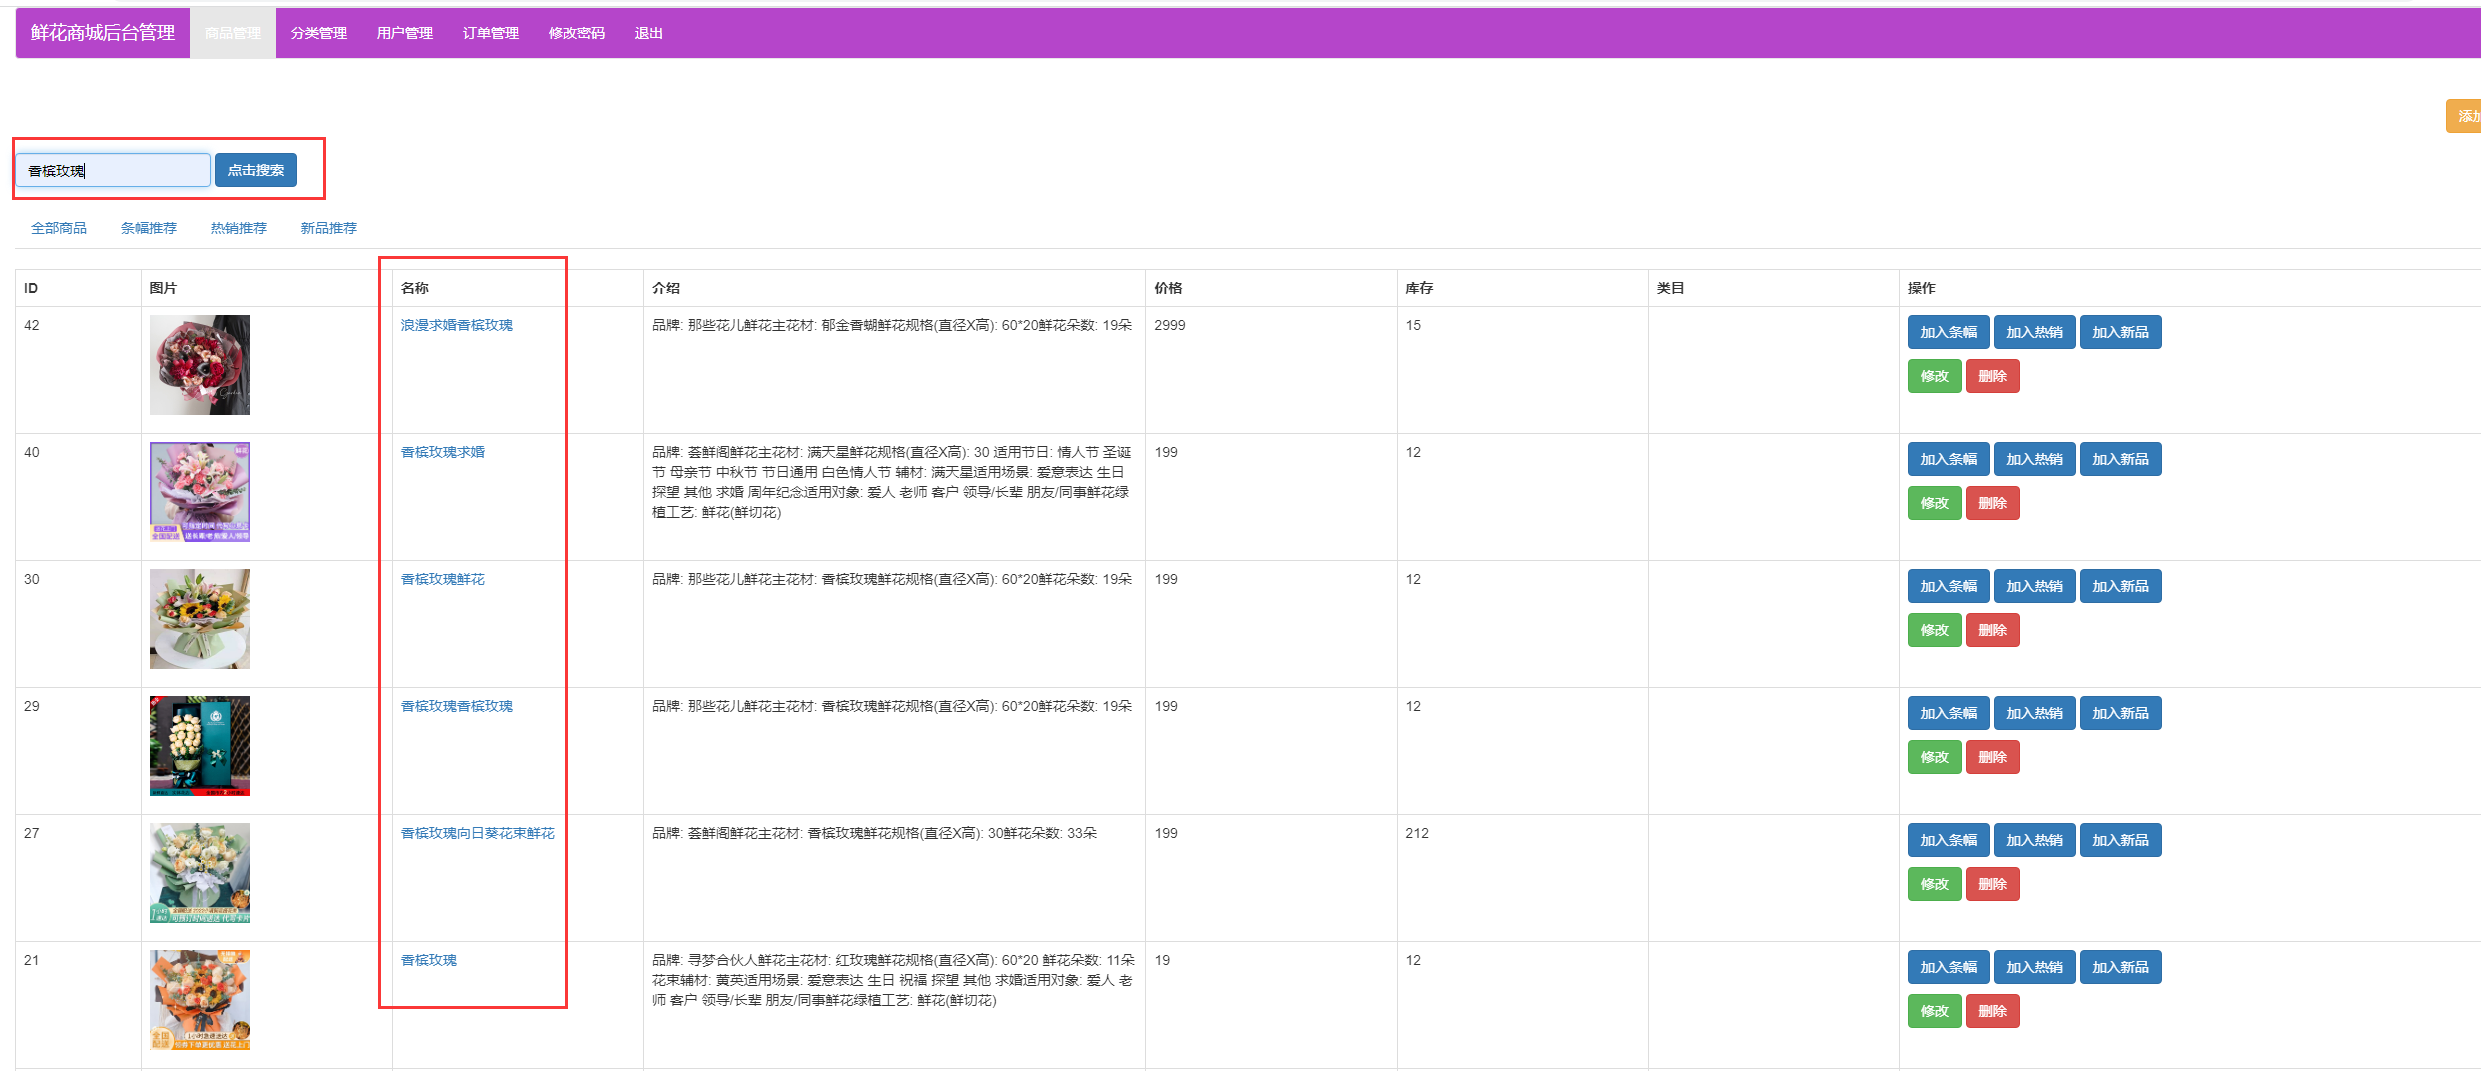 鲜花商城后台管理 商品管理 分类管理 用户管理 订单管理 修改密码 退出
添加
香槟玫瑰 点击搜索
全部商品 条幅推荐 热销推荐 新品推荐
ID 图片 名称 介绍 价格 库存 类目 操作
42 浪漫求婚香槟玫瑰 品牌: 那些花儿鲜花主花材: 郁金香蝴鲜花规格(直径X高): 60*20鲜花朵数: 19朵 2999 15 加入条幅 加入热销 加入新品
修改 删除
40 香槟玫瑰求婚 品牌: 荟鲜阁鲜花主花材: 满天星鲜花规格(直径X高): 30 适用节日: 情人节 圣诞 199 12 加入条幅 加入热销 加入新品
节 母亲节 中秋节 节日通用 白色情人节 辅材: 满天星适用场景: 爱意表达 生日
探望 其他 求婚 周年纪念适用对象: 爱人 老师 客户 领导/长辈 朋友/同事鲜花绿
植工艺: 鲜花(鲜切花)
修改 删除
全国配送
30 香槟玫瑰鲜花 品牌: 那些花儿鲜花主花材: 香槟玫瑰鲜花规格(直径X高): 60*20鲜花朵数: 19朵 199 12 加入条幅 加入热销 加入新品
修改 删除
29 香槟玫瑰香槟玫瑰 品牌: 那些花儿鲜花主花材: 香槟玫瑰鲜花规格(直径X高): 60*20鲜花朵数: 19朵 199 12 加入条幅 加入热销 加入新品
修改 删除
27 香槟玫瑰向日葵花束鲜花 品牌: 荟鲜阁鲜花主花材: 香槟玫瑰鲜花规格(直径X高): 30鲜花朵数: 33朵 199 212 加入条幅 加入热销 加入新品
修改 删除
21 香槟玫瑰 品牌: 寻梦合伙人鲜花主花材: 红玫瑰鲜花规格(直径X高): 60*20 鲜花朵数: 11朵 19 12 加入条幅 加入热销 加入新品
花束辅材: 黄英适用场景: 爱意表达 生日 祝福 探望 其他 求婚适用对象: 爱人 老
师 客户 领导/长辈 朋友/同事鲜花绿植工艺: 鲜花(鲜切花)
修改 删除
全国
配送